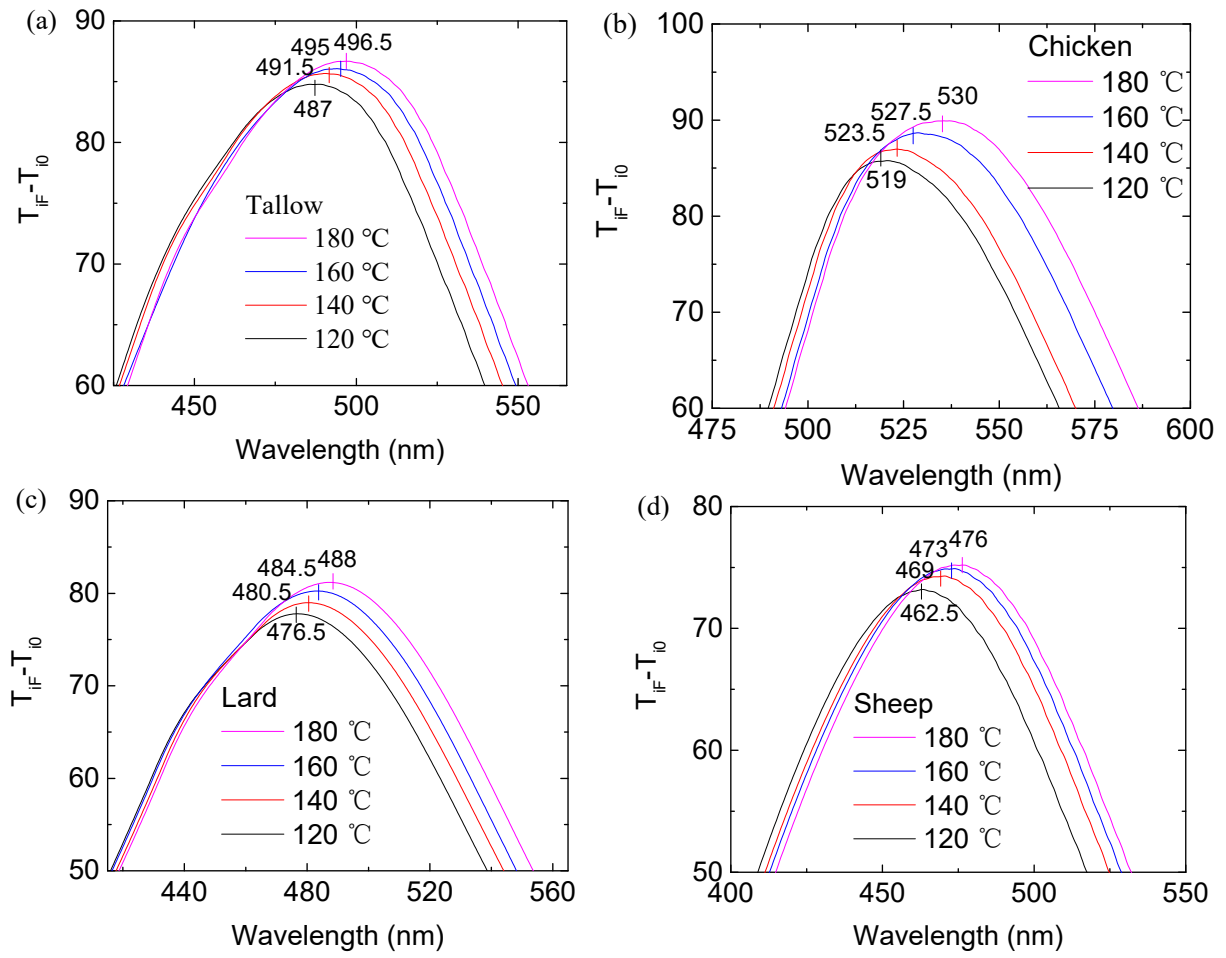 (a)
90
80
70
60
T_iF-T_i0
495
496.5
491.5
487
Tallow
180 ℃
160 ℃
140 ℃
120 ℃
450 500 550
Wavelength (nm)
(b)
100
90
80
70
60
T_iF-T_i0
Chicken
180 ℃
160 ℃
140 ℃
120 ℃
530
527.5
523.5
519
475 500 525 550 575 600
Wavelength (nm)
(c)
90
80
70
60
50
T_iF-T_i0
484.5 488
480.5
476.5
Lard
180 ℃
160 ℃
140 ℃
120 ℃
440 480 520 560
Wavelength (nm)
(d)
80
70
60
50
T_iF-T_i0
473 476
469
462.5
Sheep
180 ℃
160 ℃
140 ℃
120 ℃
400 450 500 550
Wavelength (nm)